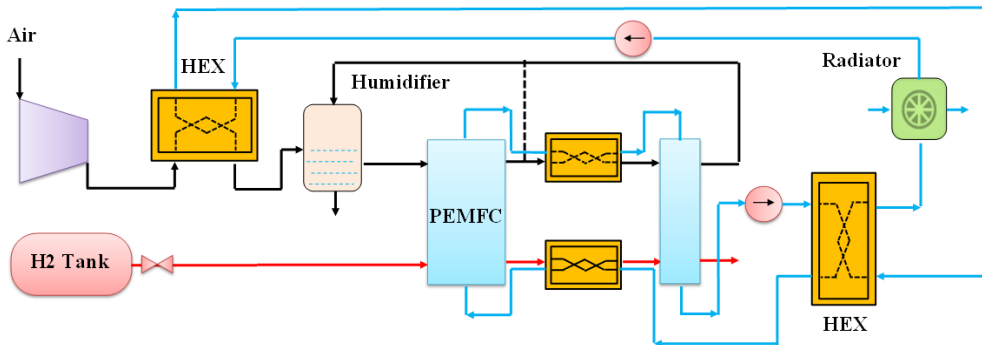 Air
HEX
Humidifier
Radiator
PEMFC
H2 Tank
HEX